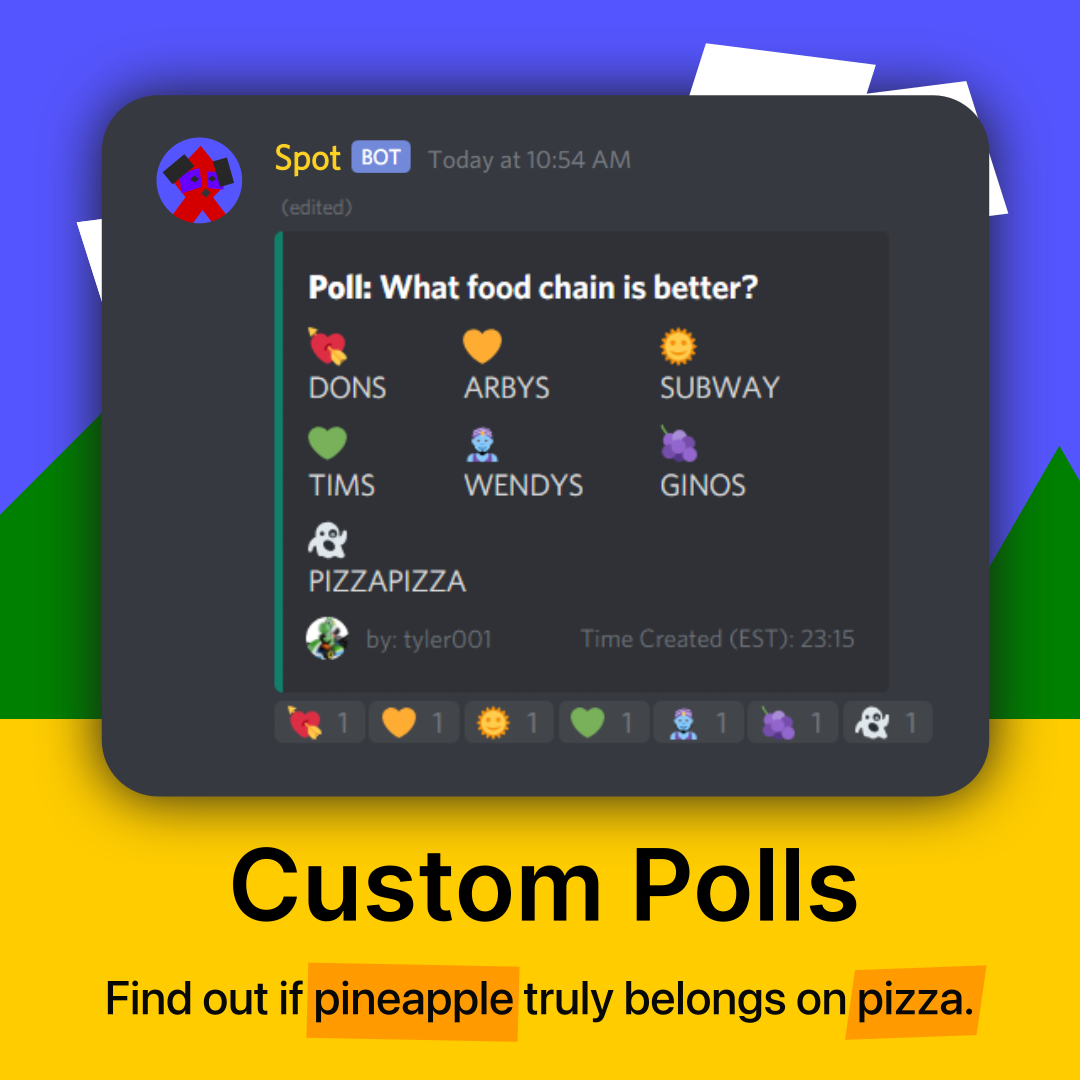 Spot BOT Today at 10:54 AM
(edited)
Poll: What food chain is better?
DONS ARBYS SUBWAY
TIMS WENDYS GINOS
PIZZAPIZZA
by: tyler001 Time Created (EST): 23:15
1 1 1 1 1 1 1
Custom Polls
Find out if pineapple truly belongs on pizza.